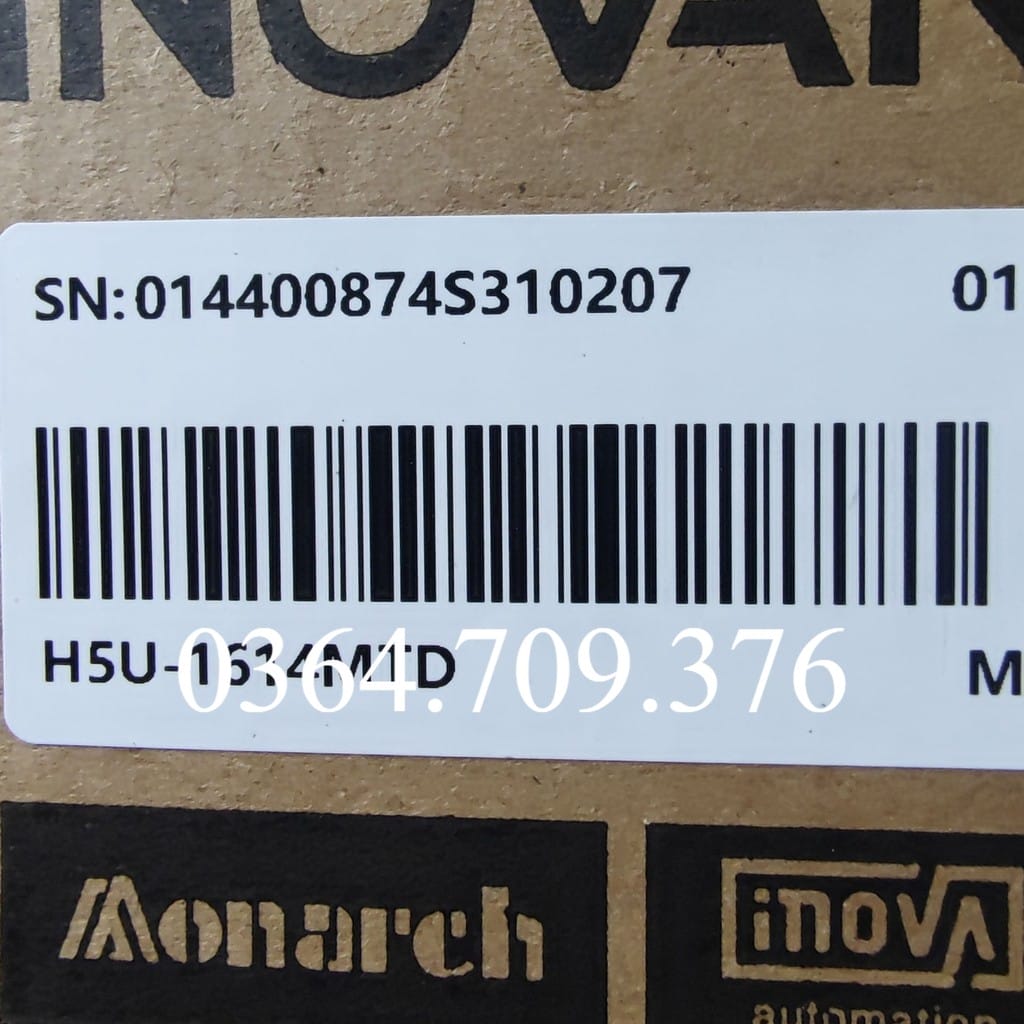 INOVAN
SN:014400874S310207 01
H5U-1614MTD M
0364.709.376
Monarch
inovA
automation